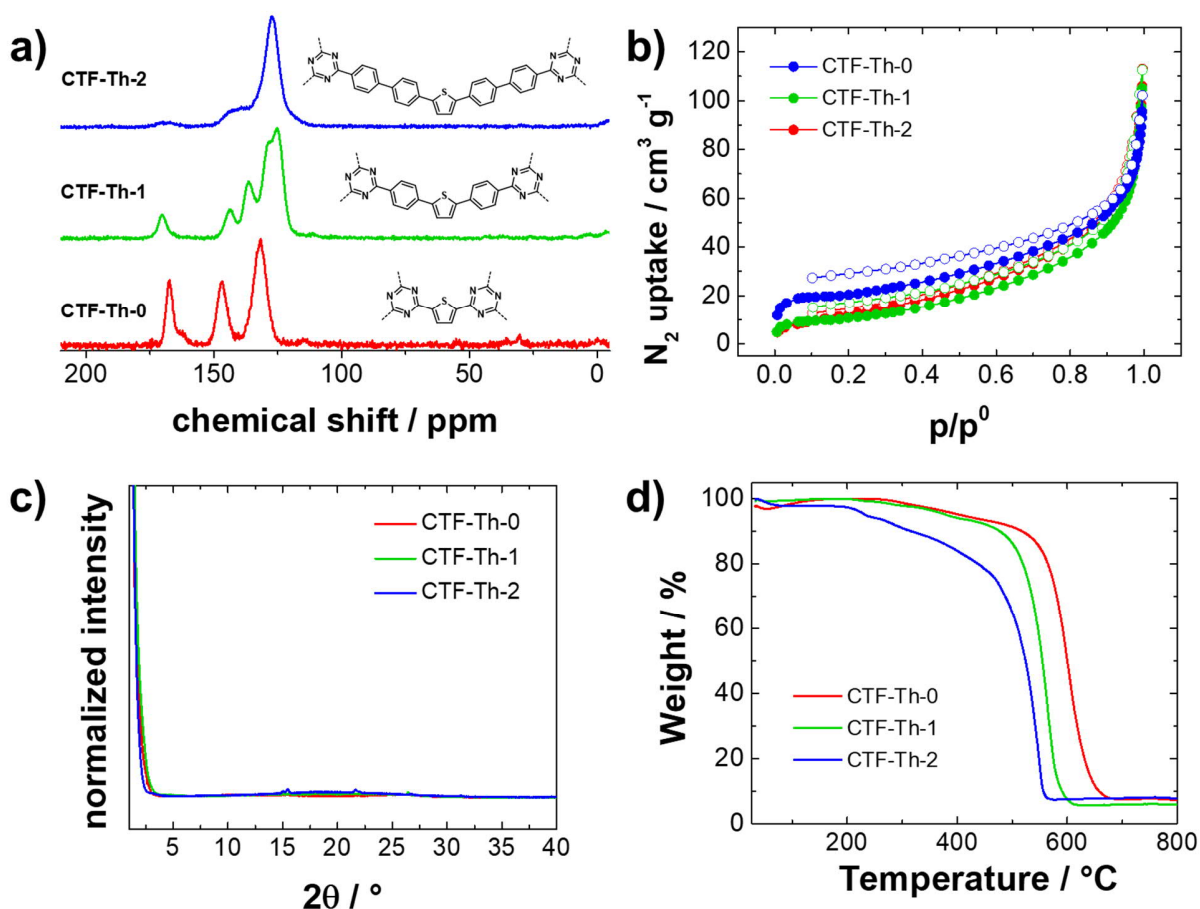 a)
CTF-Th-2
CTF-Th-1
CTF-Th-0
N N N S N N N
N N N S N N N
N N N S N N N
200 150 100 50 0
chemical shift / ppm
b)
CTF-Th-0
CTF-Th-1
CTF-Th-2
120
100
80
60
40
20
0
N2 uptake / cm3 g-1
0.0 0.2 0.4 0.6 0.8 1.0
p/p0
c)
CTF-Th-0
CTF-Th-1
CTF-Th-2
normalized intensity
5 10 15 20 25 30 35 40
2θ / °
d)
100
80
60
40
20
0
Weight / %
CTF-Th-0
CTF-Th-1
CTF-Th-2
200 400 600 800
Temperature / °C